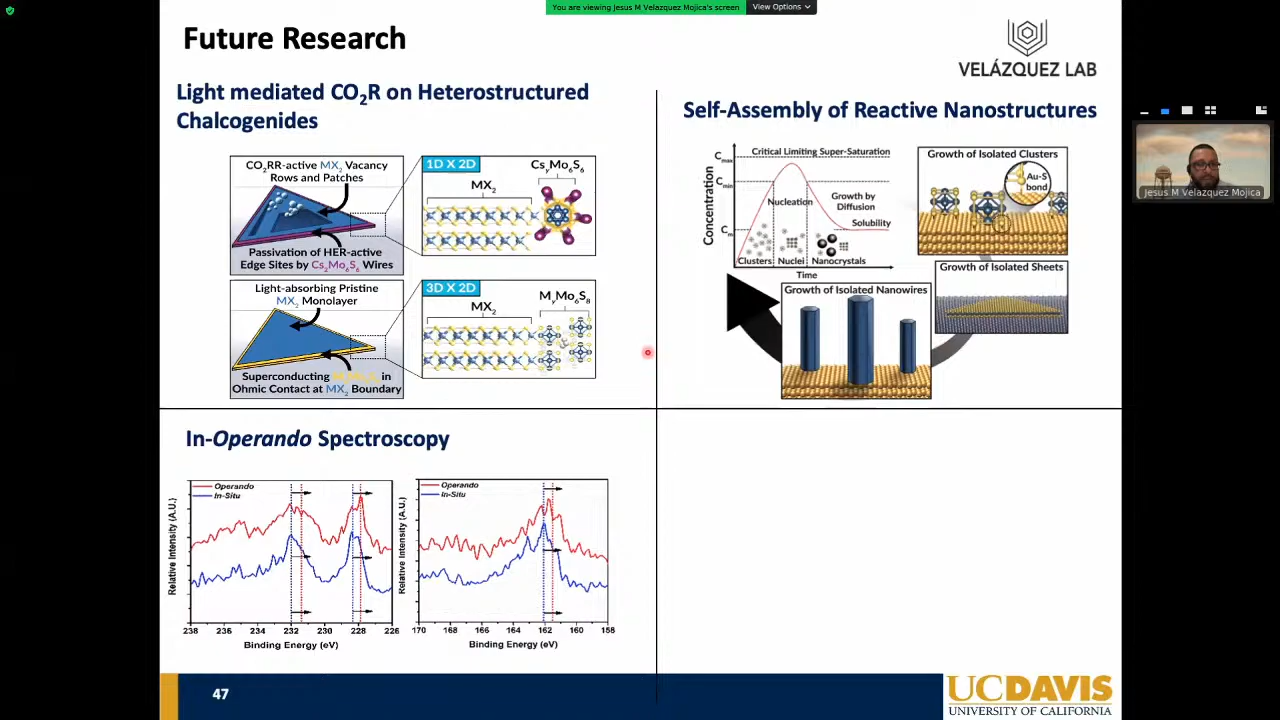 You are viewing Jesus M Velazquez Mojica's screen
View Options
Future Research
VELÁZQUEZ LAB
Light mediated CO2R on Heterostructured
Chalcogenides
CO2RR-active MX2 Vacancy
Rows and Patches
Passivation of HER-active
Edge Sites by Cs2Mo6S6 Wires
1D X 2D
MX2
CsyMo6S6
Light-absorbing Pristine
MX2 Monolayer
Superconducting
in
Ohmic Contact at MX2 Boundary
3D X 2D
MX2
MyMo6S8
Self-Assembly of Reactive Nanostructures
Concentration
Cmax
Cmin
Critical Limiting Super-Saturation
Nucleation
Growth by
Diffusion
Solubility
Clusters
Nuclei
Nanocrystals
Time
Growth of Isolated Clusters
Au-S
bond
Growth of Isolated Sheets
Growth of Isolated Nanowires
Jesus M Velazquez Mojica
In-Operando Spectroscopy
Relative Intensity (A.U.)
Operando
In-Situ
238 236 234 232 230 228 226
Binding Energy (eV)
Relative Intensity (A.U.)
Operando
In-Situ
170 168 166 164 162 160 158
Binding Energy (eV)
47
UCDAVIS
UNIVERSITY OF CALIFORNIA